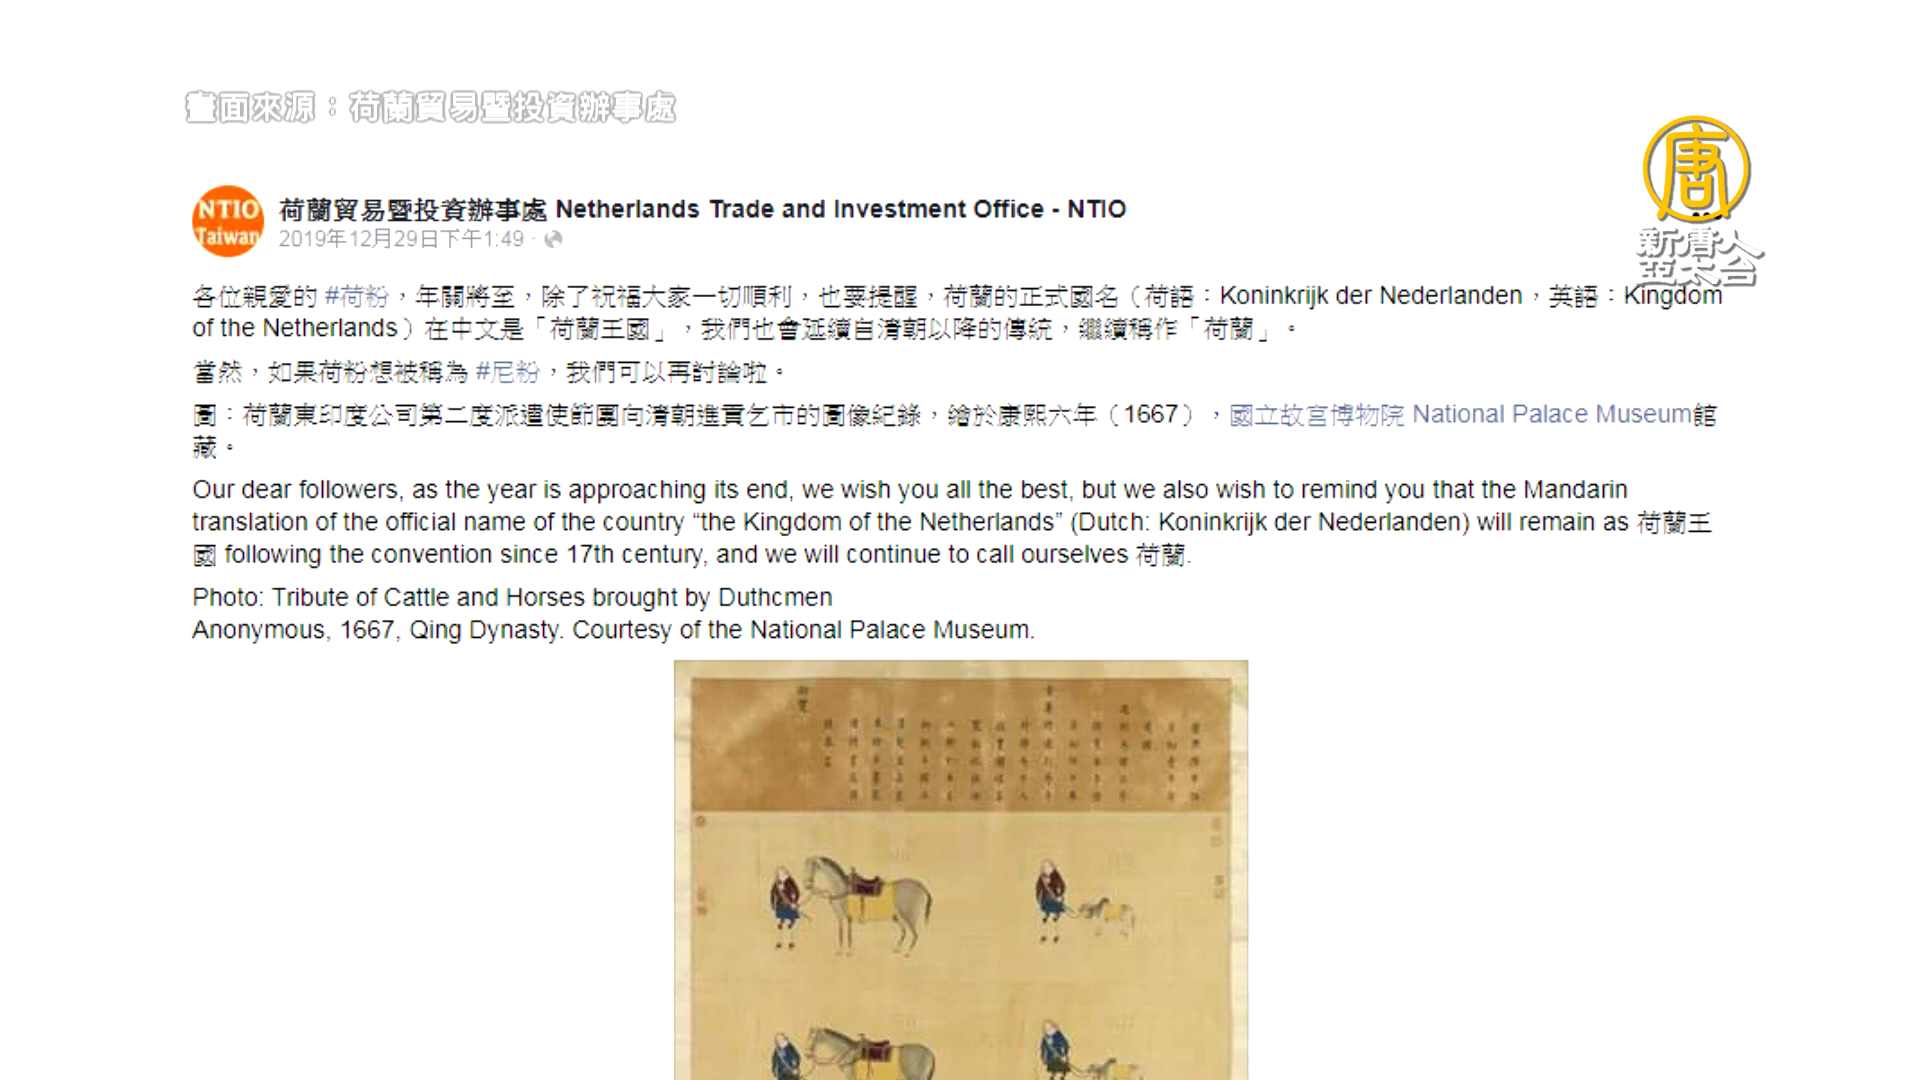 畫面來源：荷蘭貿易暨投資辦事處
唐
新唐人
亞太台
NTIO
Taiwan
荷蘭貿易暨投資辦事處 Netherlands Trade and Investment Office - NTIO
2019年12月29日下午1:49 ·
各位親愛的 #荷粉，年關將至，除了祝福大家一切順利，也要提醒，荷蘭的正式國名（荷語：Koninkrijk der Nederlanden，英語：Kingdom
of the Netherlands）在中文是「荷蘭王國」，我們也會延續自清朝以降的傳統，繼續稱作「荷蘭」。
當然，如果荷粉想被稱為 #尼粉，我們可以再討論啦。
圖：荷蘭東印度公司第二度派遣使節團向清朝進貢乞市的圖像紀錄，繪於康熙六年（1667），國立故宮博物院 National Palace Museum館
藏。
Our dear followers, as the year is approaching its end, we wish you all the best, but we also wish to remind you that the Mandarin
translation of the official name of the country “the Kingdom of the Netherlands” (Dutch: Koninkrijk der Nederlanden) will remain as 荷蘭王
國 following the convention since 17th century, and we will continue to call ourselves 荷蘭.
Photo: Tribute of Cattle and Horses brought by Duthcmen
Anonymous, 1667, Qing Dynasty. Courtesy of the National Palace Museum.